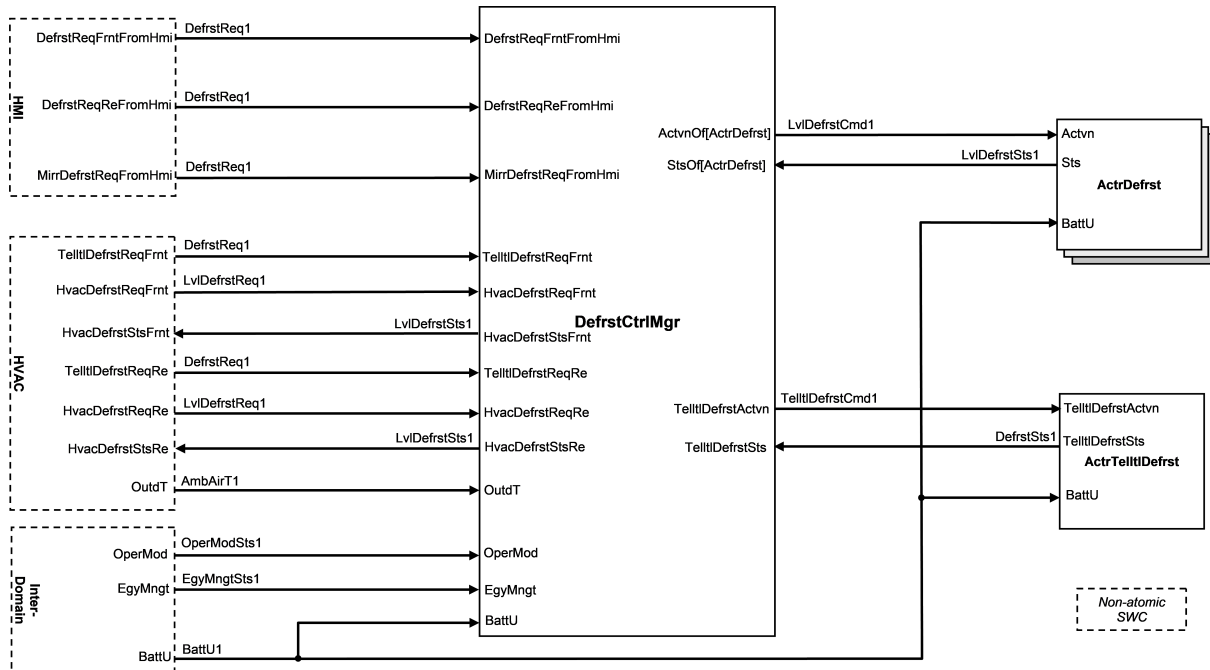 DefrstReqFrntFromHmi DefrstReq1 DefrstReqFrntFromHmi
HMI
DefrstReqReFromHmi DefrstReq1 DefrstReqReFromHmi
ActvnOf[ActrDefrst] LvlDefrstCmd1 Actvn
StsOf[ActrDefrst] LvlDefrstSts1 Sts
MirrDefrstReqFromHmi DefrstReq1 MirrDefrstReqFromHmi
ActrDefrst
BattU
TelltlDefrstReqFrnt DefrstReq1 TelltlDefrstReqFrnt
HvacDefrstReqFrnt LvlDefrstReq1 HvacDefrstReqFrnt
DefrstCtrlMgr
HvacDefrstStsFrnt LvlDefrstSts1 HvacDefrstStsFrnt
HVAC
TelltlDefrstReqRe DefrstReq1 TelltlDefrstReqRe
HvacDefrstReqRe LvlDefrstReq1 HvacDefrstReqRe
TelltlDefrstActvn TelltlDefrstCmd1 TelltlDefrstActvn
HvacDefrstStsRe LvlDefrstSts1 HvacDefrstStsRe
TelltlDefrstSts DefrstSts1 TelltlDefrstSts
ActrTelltlDefrst
OutdT AmbAirT1 OutdT
BattU
OperMod OperModSts1 OperMod
Inter-
Domain
EgyMngt EgyMngtSts1 EgyMngt
BattU
BattU BattU1
Non-atomic
SWC